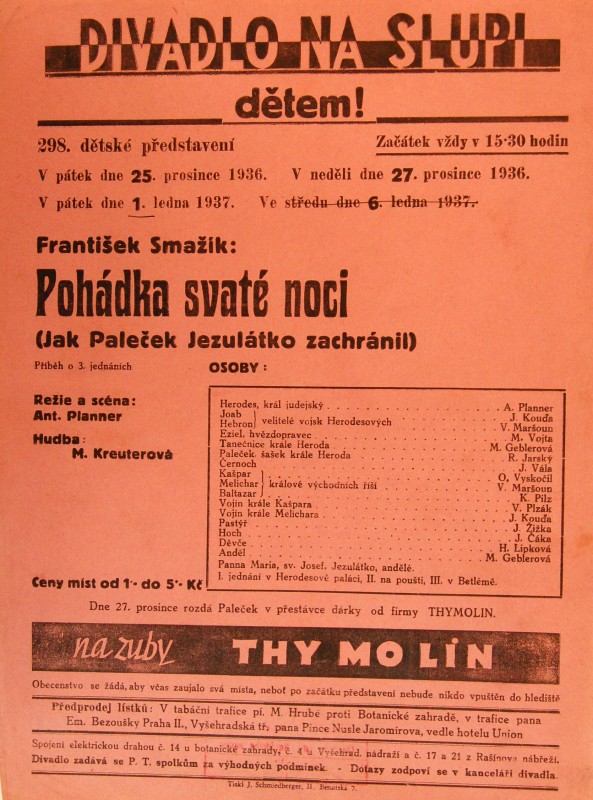 DIVADLO NA SLUPI
dětem!
298. dětské představení
Začátek vždy v 15·30 hodin
V pátek dne 25. prosince 1936. V neděli dne 27. prosince 1936.
V pátek dne 1. ledna 1937. Ve středu dne 6. ledna 1937.
František Smažík:
Pohádka svaté noci
(Jak Paleček Jezulátko zachránil)
Příběh o 3. jednáních
OSOBY:
Režie a scéna:
Ant. Planner
Hudba:
M. Kreuterová
Herodes, král judejský A. Planner
Joab J. Kouďa
Hebron velitelé vojsk Herodesových V. Maršoun
Eziel, hvězdopravec M. Vojta
Tanečnice krále Heroda M. Geblerová
Paleček, šašek krále Heroda R. Jarský
Černoch J. Vála
Kašpar O. Vyskočil
Melichar králové východních říší V. Maršoun
Baltazar K. Pilz
Vojín krále Kašpara V. Plzák
Vojín krále Melichara J. Kouďa
Pastýř J. Žižka
Hoch J. Čáka
Děvče H. Lipková
Anděl M. Geblerová
Panna Maria, sv. Josef, Jezulátko, andělé.
I. jednání v Herodesově paláci, II. na poušti, III. v Betlémě.
Ceny míst od 1·- do 5·- Kč
Dne 27. prosince rozdá Paleček v přestávce dárky od firmy THYMOLIN.
na zuby THYMOLIN
Obecenstvo se žádá, aby včas zaujalo svá místa, neboť po začátku představení nebude nikdo vpuštěn do hlediště
Předprodej lístků: V tabáční trafice pí. M. Hrubé proti Botanické zahradě, v trafice pana
Em. Bezoušky Praha II., Vyšehradská tř. pana Pince Nusle Jaromírova, vedle hotelu Union
Spojení elektrickou drahou č. 14 u botanické zahrady, č. 4 u Vyšehrad. nádraží a č. 17 a 21 z Rašínova nábřeží.
Divadlo zadává se P. T. spolkům za výhodných podmínek. - Dotazy zodpoví se v kanceláři divadla.
Tiskl J. Schmiedberger, II. Benátská 7.